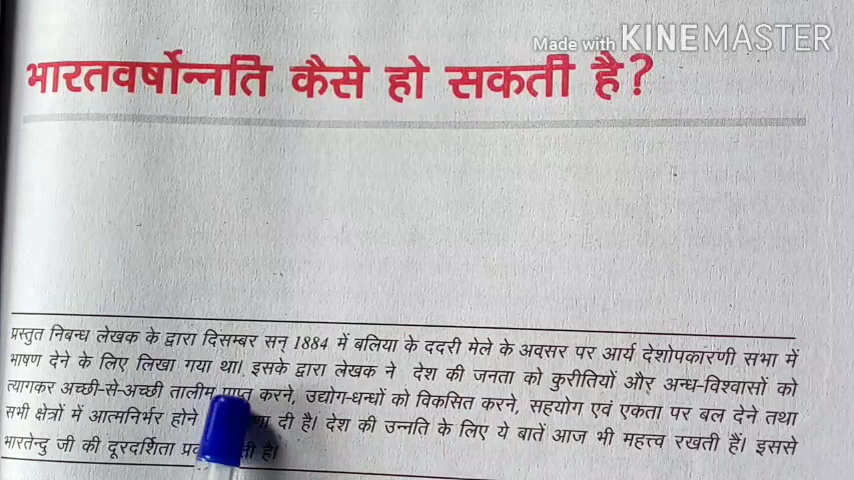 Made with KINEMASTER
भारतवर्षोन्नति कैसे हो सकती है?
प्रस्तुत निबन्ध लेखक के द्वारा दिसम्बर सन् 1884 में बलिया के ददरी मेले के अवसर पर आर्य देशोपकारणी सभा में
भाषण देने के लिए लिखा गया था। इसके द्वारा लेखक ने देश की जनता को कुरीतियों और अन्ध-विश्वासों को
त्यागकर अच्छी-से-अच्छी तालीम प्राप्त करने, उद्योग-धन्धों को विकसित करने, सहयोग एवं एकता पर बल देने तथा
सभी क्षेत्रों में आत्मनिर्भर होने दी है। देश की उन्नति के लिए ये बातें आज भी महत्त्व रखती हैं। इससे
भारतेन्दु जी की दूरदर्शिता है।